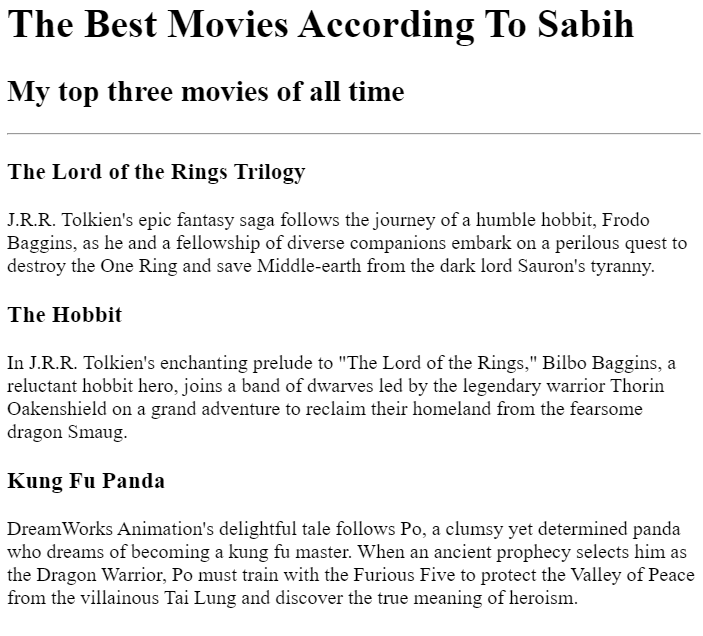 The Best Movies According To Sabih
My top three movies of all time
The Lord of the Rings Trilogy
J.R.R. Tolkien's epic fantasy saga follows the journey of a humble hobbit, Frodo
Baggins, as he and a fellowship of diverse companions embark on a perilous quest to
destroy the One Ring and save Middle-earth from the dark lord Sauron's tyranny.
The Hobbit
In J.R.R. Tolkien's enchanting prelude to "The Lord of the Rings," Bilbo Baggins, a
reluctant hobbit hero, joins a band of dwarves led by the legendary warrior Thorin
Oakenshield on a grand adventure to reclaim their homeland from the fearsome
dragon Smaug.
Kung Fu Panda
DreamWorks Animation's delightful tale follows Po, a clumsy yet determined panda
who dreams of becoming a kung fu master. When an ancient prophecy selects him as
the Dragon Warrior, Po must train with the Furious Five to protect the Valley of Peace
from the villainous Tai Lung and discover the true meaning of heroism.